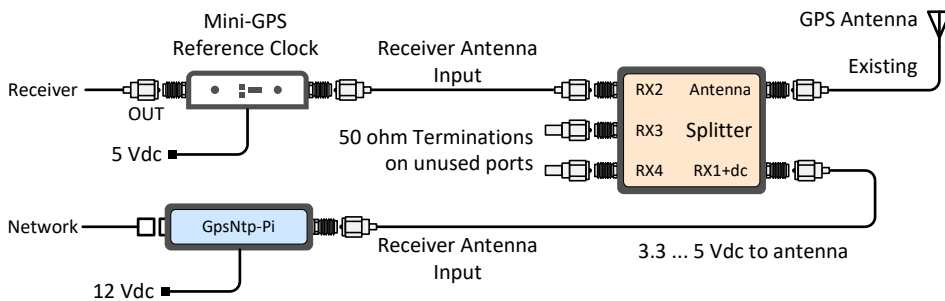 Mini-GPS
Reference Clock
GPS Antenna
Receiver Antenna
Input
Existing
Receiver
OUT
RX2
Antenna
50 ohm Terminations
on unused ports
RX3
Splitter
5 Vdc
RX4
RX1+dc
Network
GpsNtp-Pi
Receiver Antenna
Input
3.3 ... 5 Vdc to antenna
12 Vdc